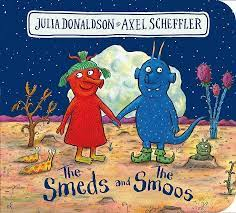 JULIA DONALDSON • AXEL SCHEFFLER
The Smeds and The Smoos